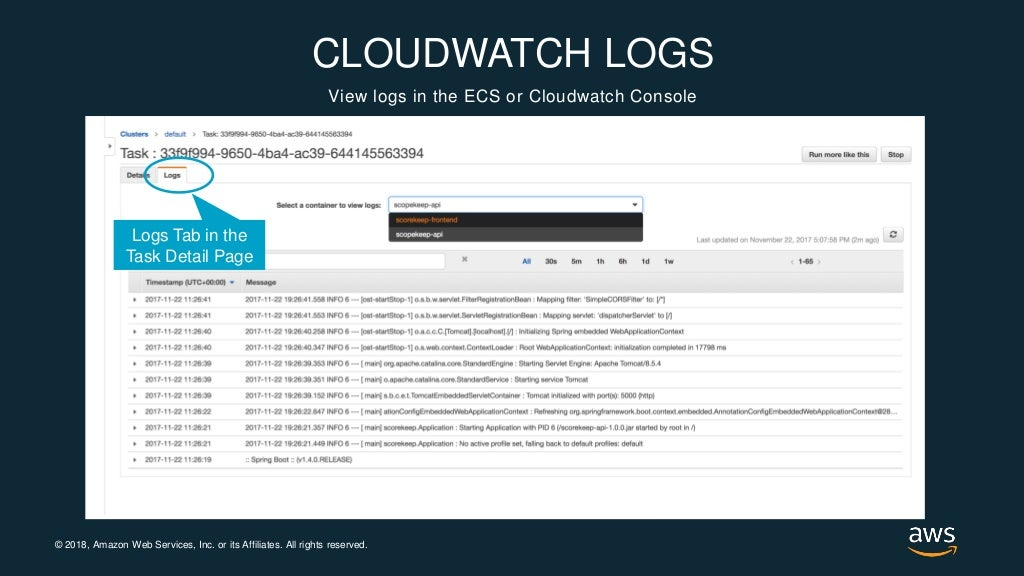 CLOUDWATCH LOGS
View logs in the ECS or Cloudwatch Console
Clusters > default > Task: 33f9f994-9650-4ba4-ac39-644145563394
Task : 33f9f994-9650-4ba4-ac39-644145563394
Run more like this Stop
Details Logs
Select a container to view logs: scopekeep-api
scorekeep-frontend
scopekeep-api
Logs Tab in the
Task Detail Page
Last updated on November 22, 2017 5:07:58 PM (2m ago)
All 30s 5m 1h 6h 1d 1w < 1-65 >
Timestamp (UTC+00:00) Message
2017-11-22 11:26:41 2017-11-22 19:26:41.558 INFO 6 --- [ost-startStop-1] o.s.b.w.servlet.FilterRegistrationBean : Mapping filter: 'SimpleCORSFilter' to: [/*]
2017-11-22 11:26:41 2017-11-22 19:26:41.553 INFO 6 --- [ost-startStop-1] o.s.b.w.servlet.ServletRegistrationBean : Mapping servlet: 'dispatcherServlet' to [/]
2017-11-22 11:26:40 2017-11-22 19:26:40.258 INFO 6 --- [ost-startStop-1] o.a.c.c.C.[Tomcat].[localhost].[/] : Initializing Spring embedded WebApplicationContext
2017-11-22 11:26:40 2017-11-22 19:26:40.347 INFO 6 --- [ost-startStop-1] o.s.web.context.ContextLoader : Root WebApplicationContext: initialization completed in 17798 ms
2017-11-22 11:26:39 2017-11-22 19:26:39.353 INFO 6 --- [ main] org.apache.catalina.core.StandardEngine : Starting Servlet Engine: Apache Tomcat/8.5.4
2017-11-22 11:26:39 2017-11-22 19:26:39.351 INFO 6 --- [ main] o.apache.catalina.core.StandardService : Starting service Tomcat
2017-11-22 11:26:39 2017-11-22 19:26:39.152 INFO 6 --- [ main] s.b.c.e.t.TomcatEmbeddedServletContainer : Tomcat initialized with port(s): 5000 (http)
2017-11-22 11:26:22 2017-11-22 19:26:22.647 INFO 6 --- [ main] ationConfigEmbeddedWebApplicationContext : Refreshing org.springframework.boot.context.embedded.AnnotationConfigEmbeddedWebApplicationContext@28...
2017-11-22 11:26:21 2017-11-22 19:26:21.357 INFO 6 --- [ main] scorekeep.Application : Starting Application with PID 6 (/scorekeep-api-1.0.0.jar started by root in /)
2017-11-22 11:26:21 2017-11-22 19:26:21.449 INFO 6 --- [ main] scorekeep.Application : No active profile set, falling back to default profiles: default
2017-11-22 11:26:19 :: Spring Boot :: (v1.4.0.RELEASE)
© 2018, Amazon Web Services, Inc. or its Affiliates. All rights reserved.
aws